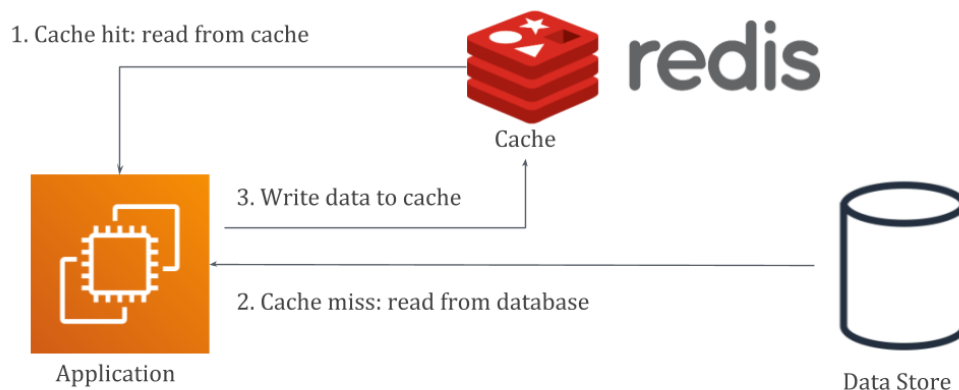 1. Cache hit: read from cache
redis
Cache
3. Write data to cache
2. Cache miss: read from database
Application
Data Store